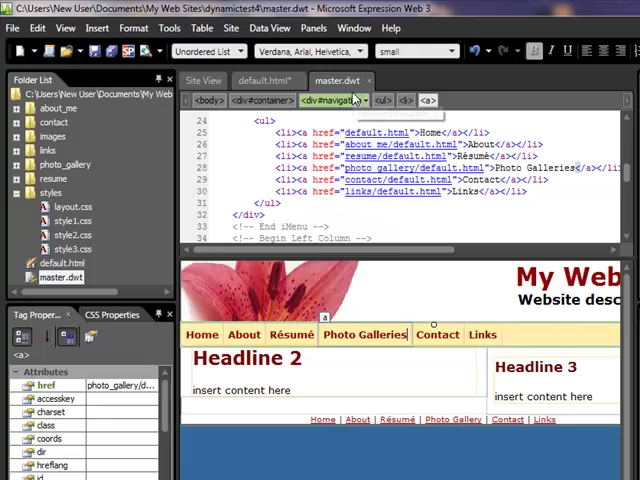 C:\Users\New User\Documents\My Web Sites\dynamictest4\master.dwt - Microsoft Expression Web 3
File Edit View Insert Format Tools Table Site Data View Panels Window Help
Unordered List Verdana, Arial, Helvetica, small B I U
Folder List
C:\Users\New User\Documents\My Web
about_me
contact
images
links
photo_gallery
resume
styles
layout.css
style1.css
style2.css
style3.css
default.html
master.dwt
Site View default.html* master.dwt
<body> <div#container> <div#navigati <ul> <li> <a>
24 <ul>
25 <li><a href="default.html">Home</a></li>
26 <li><a href="about_me/default.html">About</a></li>
27 <li><a href="resume/default.html">Résumé</a></li>
28 <li><a href="photo_gallery/default.html">Photo Galleries</a></li>
29 <li><a href="contact/default.html">Contact</a></li>
30 <li><a href="links/default.html">Links</a></li>
31 </ul>
32 </div>
33 <!-- End iMenu -->
34 <!-- Begin Left Column -->
My Web
Website desc
a
Home About Résumé Photo Galleries Contact Links
Headline 2
insert content here
Headline 3
insert content here
Home | About | Résumé | Photo Gallery | Contact | Links
Tag Proper... CSS Properties
<a>
Attributes
href photo_gallery/d...
accesskey
charset
class
coords
dir
hreflang
id